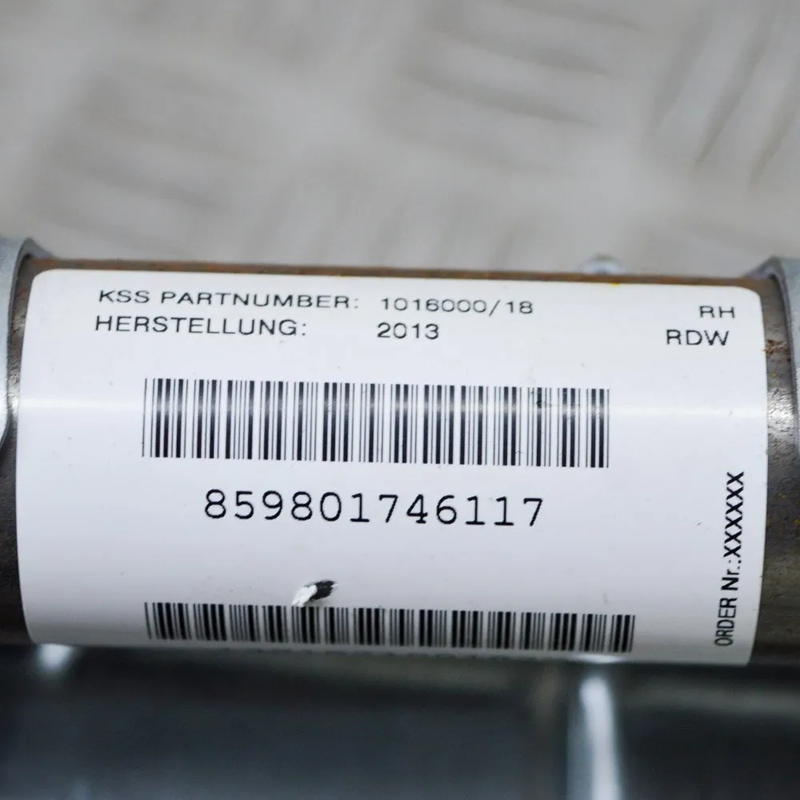 KSS PARTNUMBER: 1016000/18 RH
HERSTELLUNG: 2013 RDW
859801746117
ORDER Nr.:XXXXXX